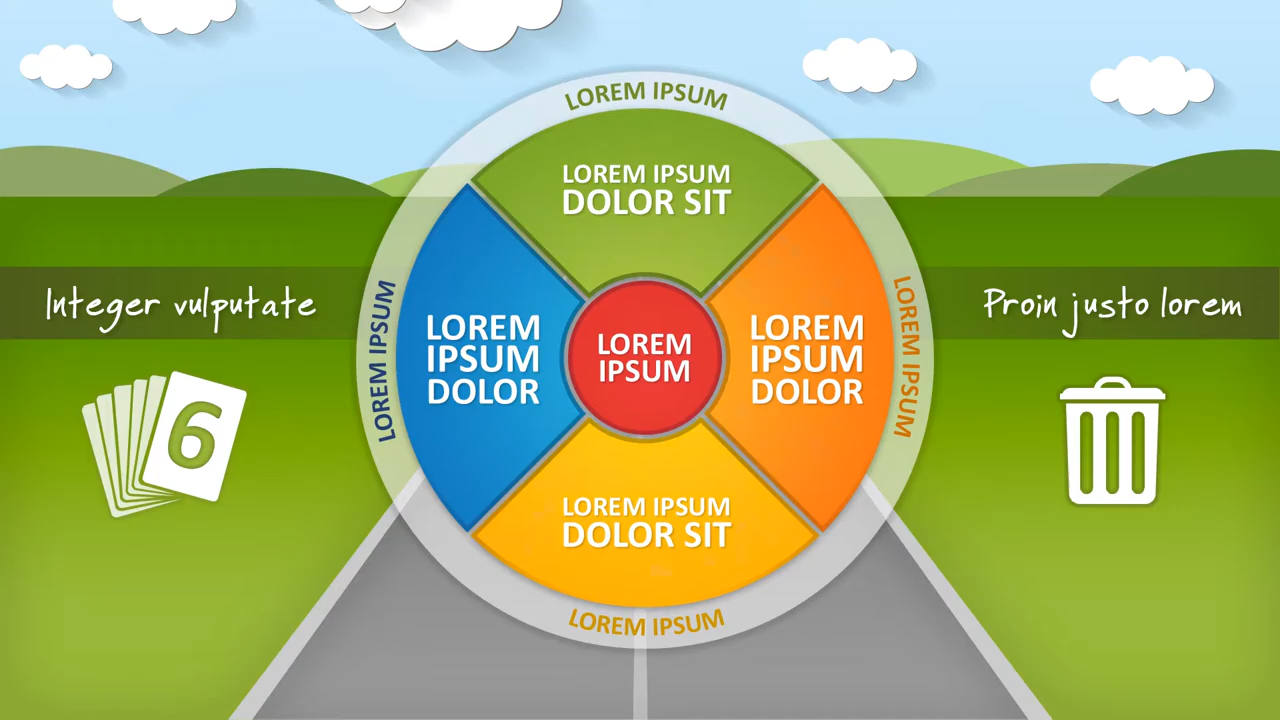 LOREM IPSUM
LOREM IPSUM
DOLOR SIT
Integer vulputate
LOREM IPSUM
LOREM
IPSUM
DOLOR
LOREM
IPSUM
LOREM
IPSUM
DOLOR
LOREM IPSUM
Proin justo lorem
6
LOREM IPSUM
DOLOR SIT
LOREM IPSUM